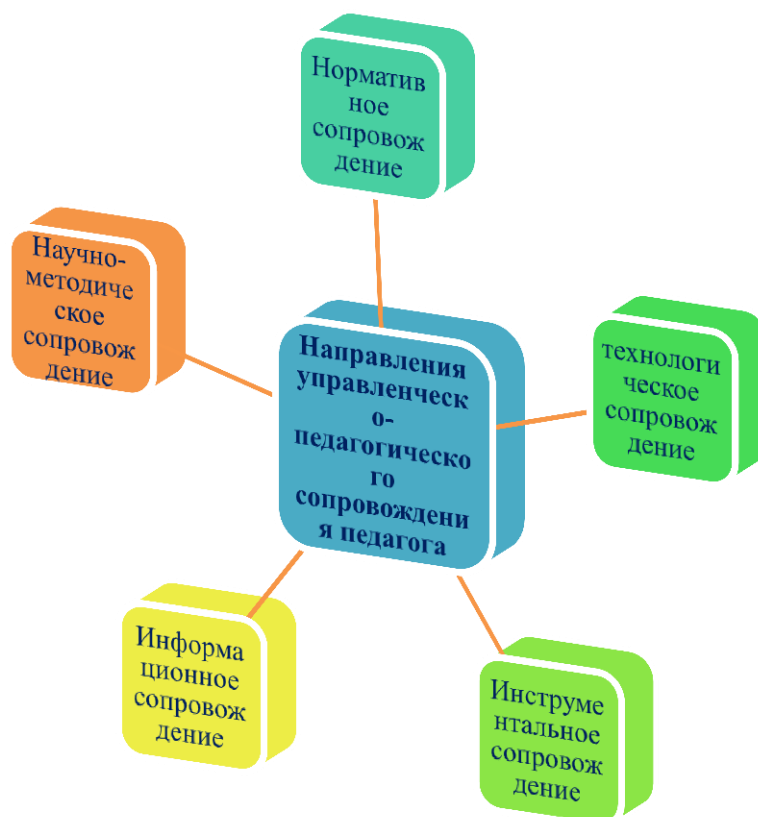 Норматив
ное
сопровож
дение
Научно-
методиче
ское
сопровож
дение
Направления
управленческ
о-
педагогическо
го
сопровождени
я педагога
технологи
ческое
сопровож
дение
Информа
ционное
сопровож
дение
Инструме
нтальное
сопровож
дение